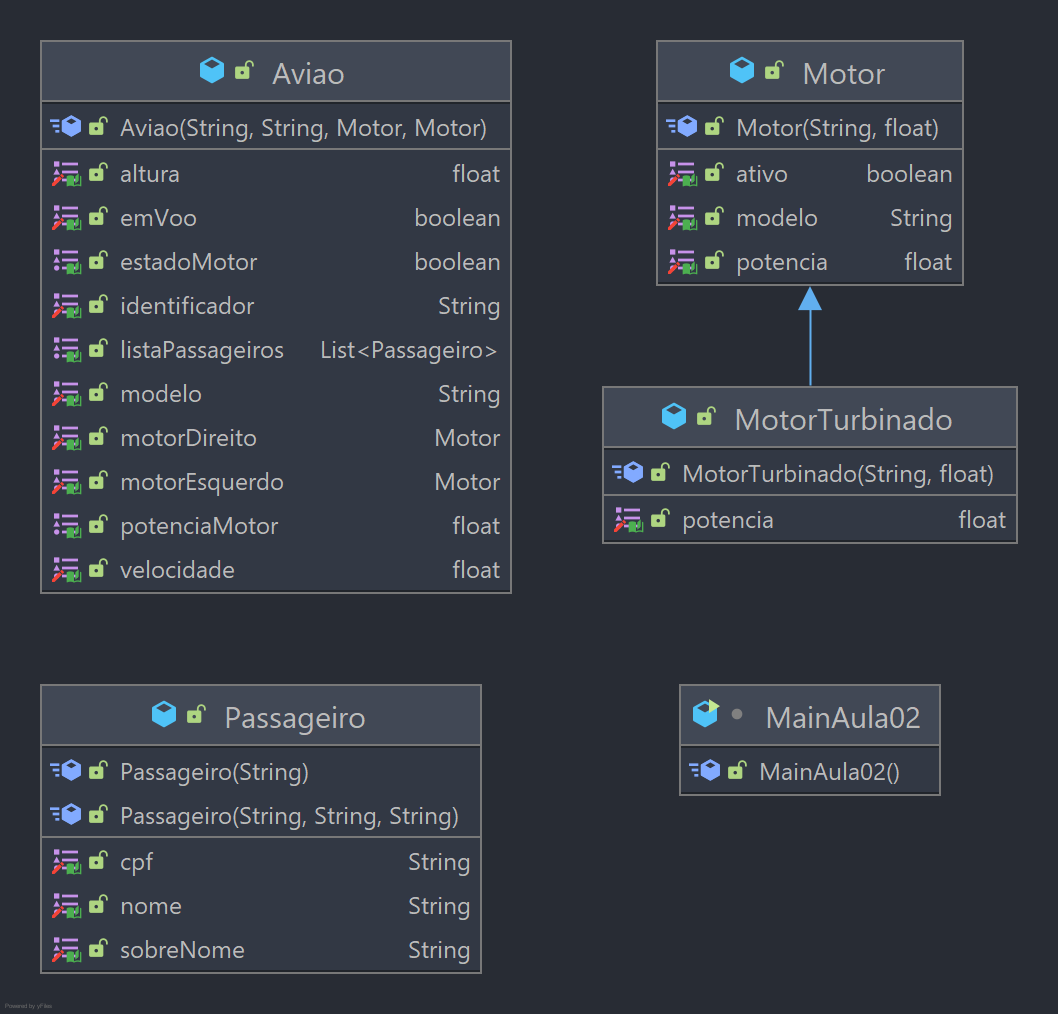 Aviao
Aviao(String, String, Motor, Motor)
altura float
emVoo boolean
estadoMotor boolean
identificador String
listaPassageiros List<Passageiro>
modelo String
motorDireito Motor
motorEsquerdo Motor
potenciaMotor float
velocidade float
Motor
Motor(String, float)
ativo boolean
modelo String
potencia float
MotorTurbinado
MotorTurbinado(String, float)
potencia float
Passageiro
Passageiro(String)
Passageiro(String, String, String)
cpf String
nome String
sobreNome String
MainAula02
MainAula02()
Powered by yFiles